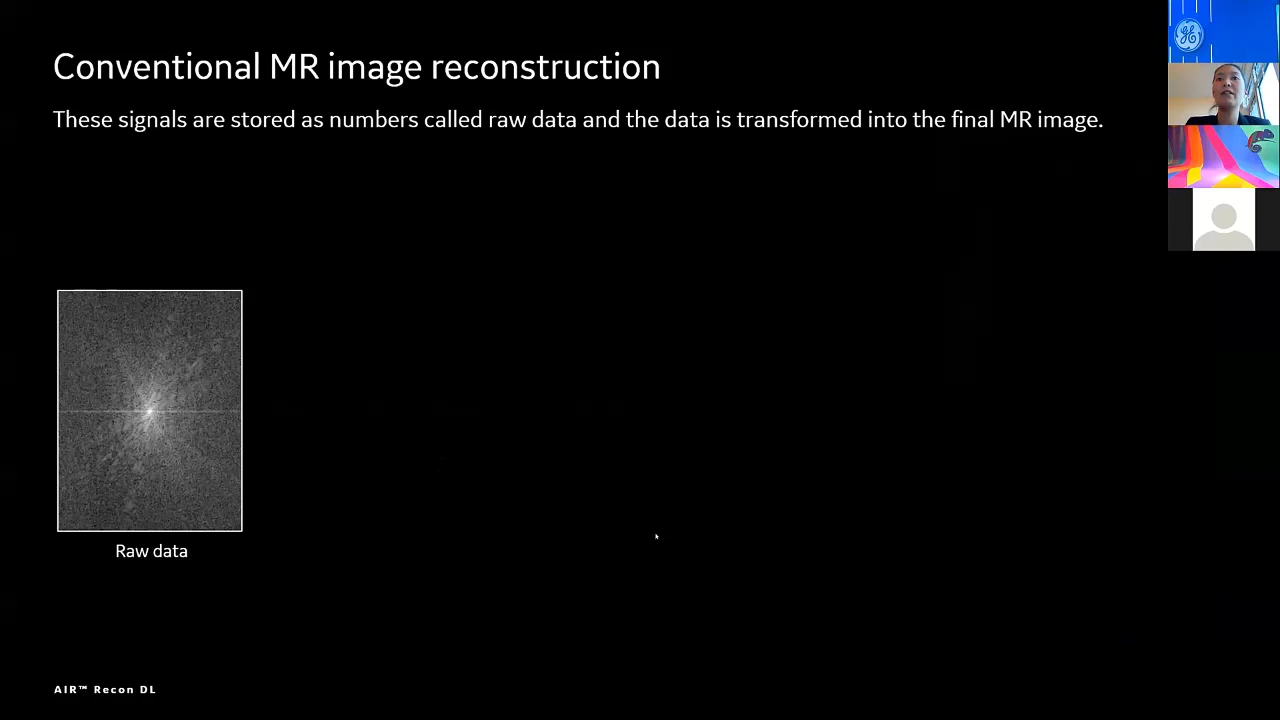 Conventional MR image reconstruction
These signals are stored as numbers called raw data and the data is transformed into the final MR image.
Raw data
AIR™ Recon DL